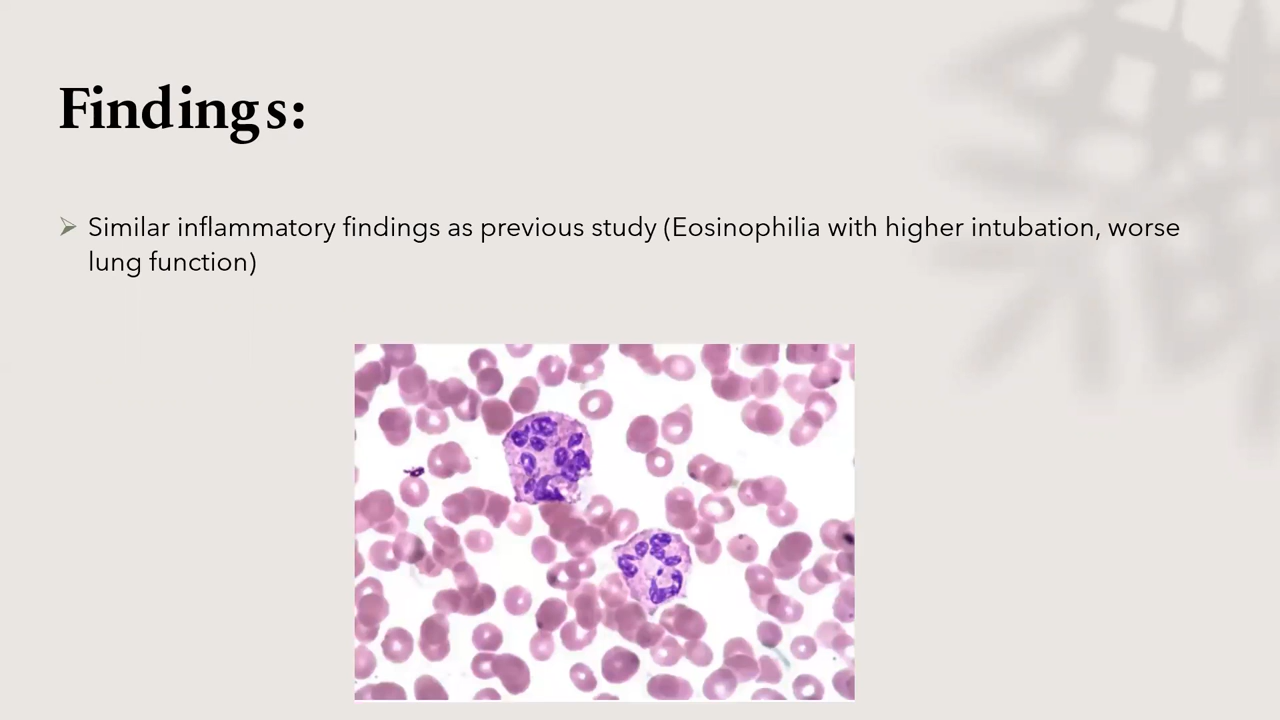 Findings:
Similar inflammatory findings as previous study (Eosinophilia with higher intubation, worse
lung function)